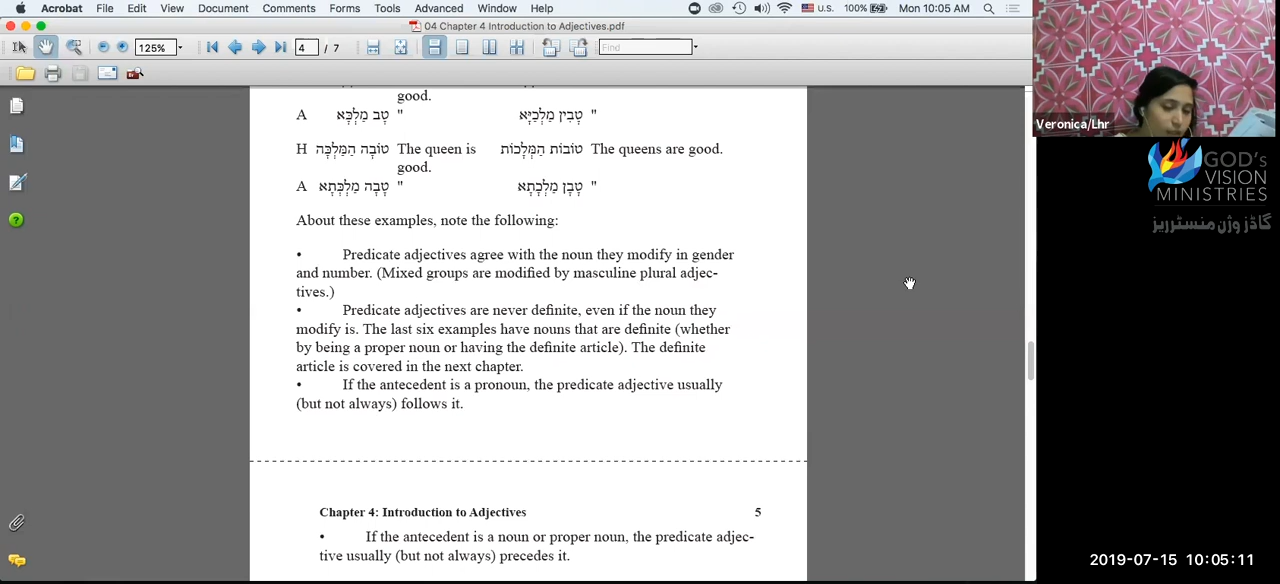 Acrobat File Edit View Document Comments Forms Tools Advanced Window Help U.S. 100% Mon 10:05 AM
04 Chapter 4 Introduction to Adjectives.pdf
125% 4 / 7 Find
good.
A טָב מַלְכָּא " טָבִין מַלְכַיָּא "
H טוֹבָה הַמַּלְכָּה The queen is טוֹבוֹת הַמְּלָכוֹת The queens are good.
good.
A טָבָה מַלְכְּתָא " טָבָן מַלְכָתָא "
About these examples, note the following:
• Predicate adjectives agree with the noun they modify in gender
and number. (Mixed groups are modified by masculine plural adjec-
tives.)
• Predicate adjectives are never definite, even if the noun they
modify is. The last six examples have nouns that are definite (whether
by being a proper noun or having the definite article). The definite
article is covered in the next chapter.
• If the antecedent is a pronoun, the predicate adjective usually
(but not always) follows it.
Chapter 4: Introduction to Adjectives 5
• If the antecedent is a noun or proper noun, the predicate adjec-
tive usually (but not always) precedes it.
Veronica/Lhr
GOD's
VISION
MINISTRIES
گاڈز وژن منسٹریز
2019-07-15 10:05:11